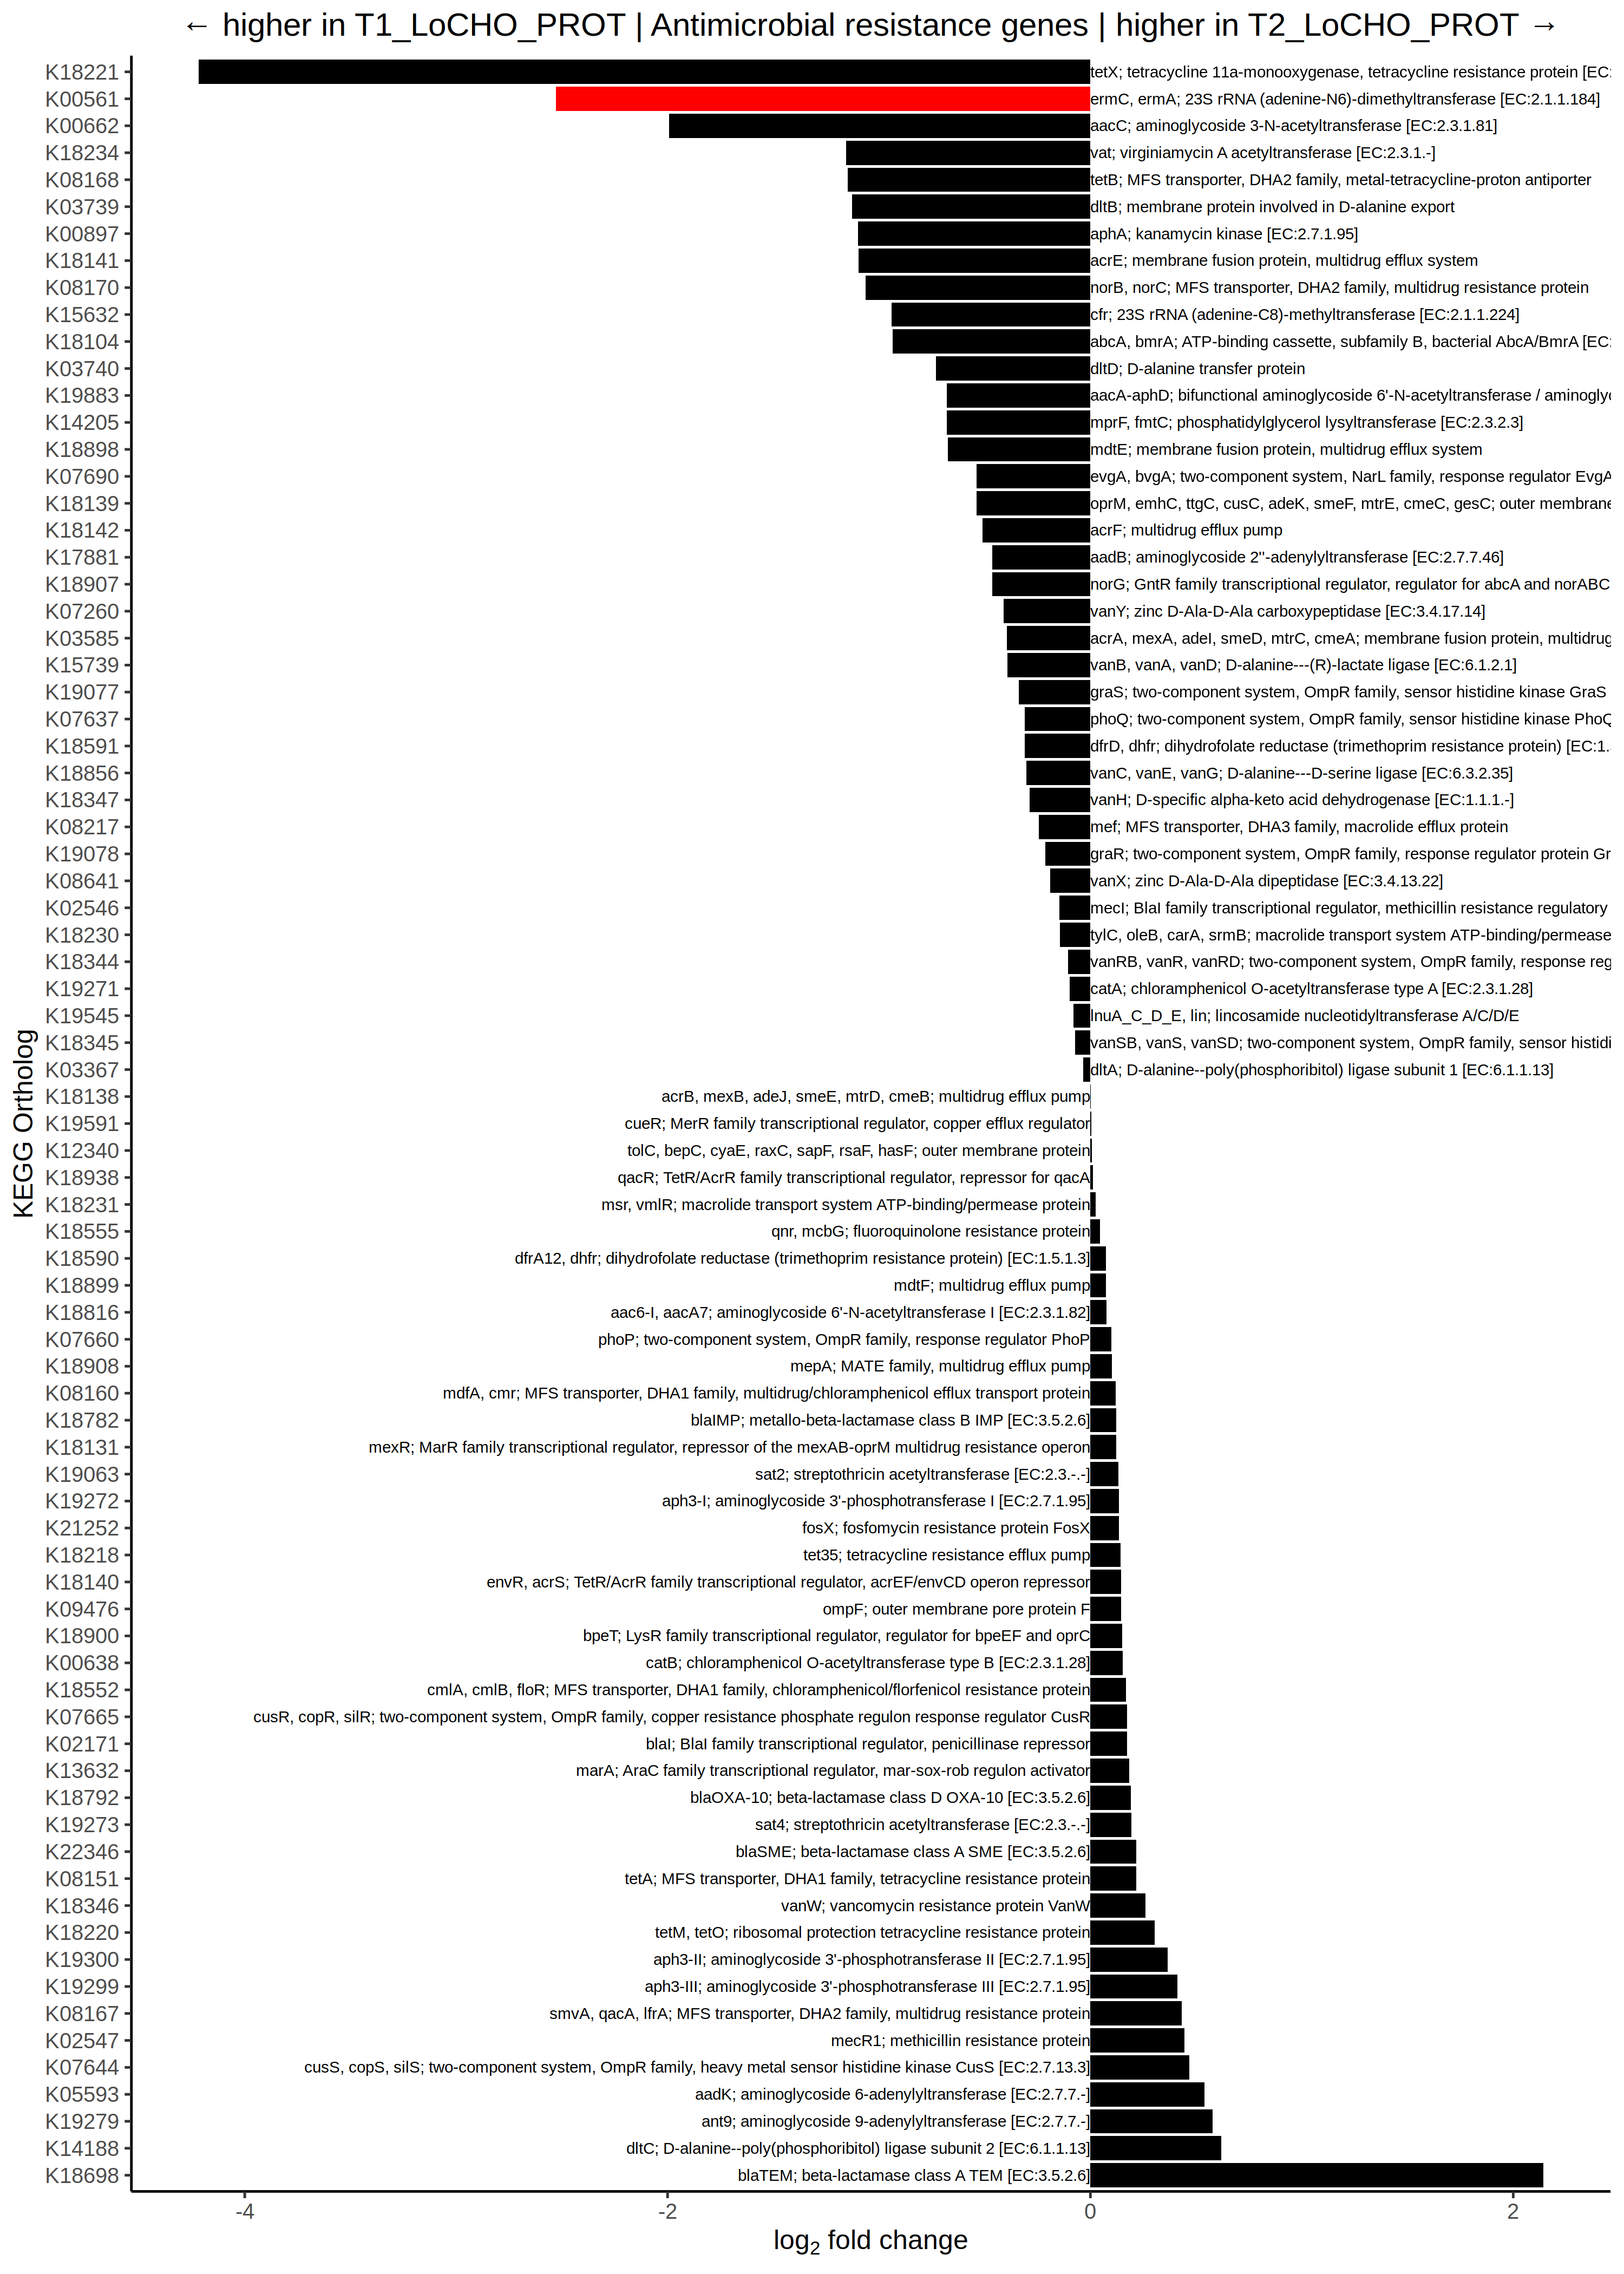 ← higher in T1_LoCHO_PROT | Antimicrobial resistance genes | higher in T2_LoCHO_PROT →
K18221 tetX; tetracycline 11a-monooxygenase, tetracycline resistance protein [EC:
K00561 ermC, ermA; 23S rRNA (adenine-N6)-dimethyltransferase [EC:2.1.1.184]
K00662 aacC; aminoglycoside 3-N-acetyltransferase [EC:2.3.1.81]
K18234 vat; virginiamycin A acetyltransferase [EC:2.3.1.-]
K08168 tetB; MFS transporter, DHA2 family, metal-tetracycline-proton antiporter
K03739 dltB; membrane protein involved in D-alanine export
K00897 aphA; kanamycin kinase [EC:2.7.1.95]
K18141 acrE; membrane fusion protein, multidrug efflux system
K08170 norB, norC; MFS transporter, DHA2 family, multidrug resistance protein
K15632 cfr; 23S rRNA (adenine-C8)-methyltransferase [EC:2.1.1.224]
K18104 abcA, bmrA; ATP-binding cassette, subfamily B, bacterial AbcA/BmrA [EC:
K03740 dltD; D-alanine transfer protein
K19883 aacA-aphD; bifunctional aminoglycoside 6'-N-acetyltransferase / aminoglyc
K14205 mprF, fmtC; phosphatidylglycerol lysyltransferase [EC:2.3.2.3]
K18898 mdtE; membrane fusion protein, multidrug efflux system
K07690 evgA, bvgA; two-component system, NarL family, response regulator EvgA
K18139 oprM, emhC, ttgC, cusC, adeK, smeF, mtrE, cmeC, gesC; outer membrane
K18142 acrF; multidrug efflux pump
K17881 aadB; aminoglycoside 2''-adenylyltransferase [EC:2.7.7.46]
K18907 norG; GntR family transcriptional regulator, regulator for abcA and norABC
K07260 vanY; zinc D-Ala-D-Ala carboxypeptidase [EC:3.4.17.14]
K03585 acrA, mexA, adeI, smeD, mtrC, cmeA; membrane fusion protein, multidrug
K15739 vanB, vanA, vanD; D-alanine---(R)-lactate ligase [EC:6.1.2.1]
K19077 graS; two-component system, OmpR family, sensor histidine kinase GraS
K07637 phoQ; two-component system, OmpR family, sensor histidine kinase PhoQ
K18591 dfrD, dhfr; dihydrofolate reductase (trimethoprim resistance protein) [EC:1.
K18856 vanC, vanE, vanG; D-alanine---D-serine ligase [EC:6.3.2.35]
K18347 vanH; D-specific alpha-keto acid dehydrogenase [EC:1.1.1.-]
K08217 mef; MFS transporter, DHA3 family, macrolide efflux protein
K19078 graR; two-component system, OmpR family, response regulator protein Gr
K08641 vanX; zinc D-Ala-D-Ala dipeptidase [EC:3.4.13.22]
K02546 mecI; BlaI family transcriptional regulator, methicillin resistance regulatory
K18230 tylC, oleB, carA, srmB; macrolide transport system ATP-binding/permease
K18344 vanRB, vanR, vanRD; two-component system, OmpR family, response reg
K19271 catA; chloramphenicol O-acetyltransferase type A [EC:2.3.1.28]
K19545 lnuA_C_D_E, lin; lincosamide nucleotidyltransferase A/C/D/E
K18345 vanSB, vanS, vanSD; two-component system, OmpR family, sensor histidi
K03367 dltA; D-alanine--poly(phosphoribitol) ligase subunit 1 [EC:6.1.1.13]
K18138 acrB, mexB, adeJ, smeE, mtrD, cmeB; multidrug efflux pump
K19591 cueR; MerR family transcriptional regulator, copper efflux regulator
K12340 tolC, bepC, cyaE, raxC, sapF, rsaF, hasF; outer membrane protein
K18938 qacR; TetR/AcrR family transcriptional regulator, repressor for qacA
K18231 msr, vmlR; macrolide transport system ATP-binding/permease protein
K18555 qnr, mcbG; fluoroquinolone resistance protein
K18590 dfrA12, dhfr; dihydrofolate reductase (trimethoprim resistance protein) [EC:1.5.1.3]
K18899 mdtF; multidrug efflux pump
K18816 aac6-I, aacA7; aminoglycoside 6'-N-acetyltransferase I [EC:2.3.1.82]
K07660 phoP; two-component system, OmpR family, response regulator PhoP
K18908 mepA; MATE family, multidrug efflux pump
K08160 mdfA, cmr; MFS transporter, DHA1 family, multidrug/chloramphenicol efflux transport protein
K18782 blaIMP; metallo-beta-lactamase class B IMP [EC:3.5.2.6]
K18131 mexR; MarR family transcriptional regulator, repressor of the mexAB-oprM multidrug resistance operon
K19063 sat2; streptothricin acetyltransferase [EC:2.3.-.-]
K19272 aph3-I; aminoglycoside 3'-phosphotransferase I [EC:2.7.1.95]
K21252 fosX; fosfomycin resistance protein FosX
K18218 tet35; tetracycline resistance efflux pump
K18140 envR, acrS; TetR/AcrR family transcriptional regulator, acrEF/envCD operon repressor
K09476 ompF; outer membrane pore protein F
K18900 bpeT; LysR family transcriptional regulator, regulator for bpeEF and oprC
K00638 catB; chloramphenicol O-acetyltransferase type B [EC:2.3.1.28]
K18552 cmlA, cmlB, floR; MFS transporter, DHA1 family, chloramphenicol/florfenicol resistance protein
K07665 cusR, copR, silR; two-component system, OmpR family, copper resistance phosphate regulon response regulator CusR
K02171 blaI; BlaI family transcriptional regulator, penicillinase repressor
K13632 marA; AraC family transcriptional regulator, mar-sox-rob regulon activator
K18792 blaOXA-10; beta-lactamase class D OXA-10 [EC:3.5.2.6]
K19273 sat4; streptothricin acetyltransferase [EC:2.3.-.-]
K22346 blaSME; beta-lactamase class A SME [EC:3.5.2.6]
K08151 tetA; MFS transporter, DHA1 family, tetracycline resistance protein
K18346 vanW; vancomycin resistance protein VanW
K18220 tetM, tetO; ribosomal protection tetracycline resistance protein
K19300 aph3-II; aminoglycoside 3'-phosphotransferase II [EC:2.7.1.95]
K19299 aph3-III; aminoglycoside 3'-phosphotransferase III [EC:2.7.1.95]
K08167 smvA, qacA, lfrA; MFS transporter, DHA2 family, multidrug resistance protein
K02547 mecR1; methicillin resistance protein
K07644 cusS, copS, silS; two-component system, OmpR family, heavy metal sensor histidine kinase CusS [EC:2.7.13.3]
K05593 aadK; aminoglycoside 6-adenylyltransferase [EC:2.7.7.-]
K19279 ant9; aminoglycoside 9-adenylyltransferase [EC:2.7.7.-]
K14188 dltC; D-alanine--poly(phosphoribitol) ligase subunit 2 [EC:6.1.1.13]
K18698 blaTEM; beta-lactamase class A TEM [EC:3.5.2.6]
KEGG Ortholog
-4 -2 0 2
log2 fold change